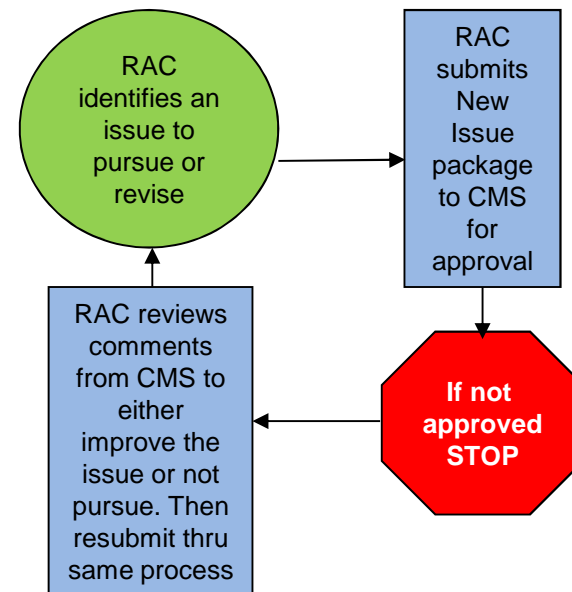 RAC
identifies an
issue to
pursue or
revise
RAC
submits
New
Issue
package
to CMS
for
approval
If not
approved
STOP
RAC reviews
comments
from CMS to
either
improve the
issue or not
pursue. Then
resubmit thru
same process